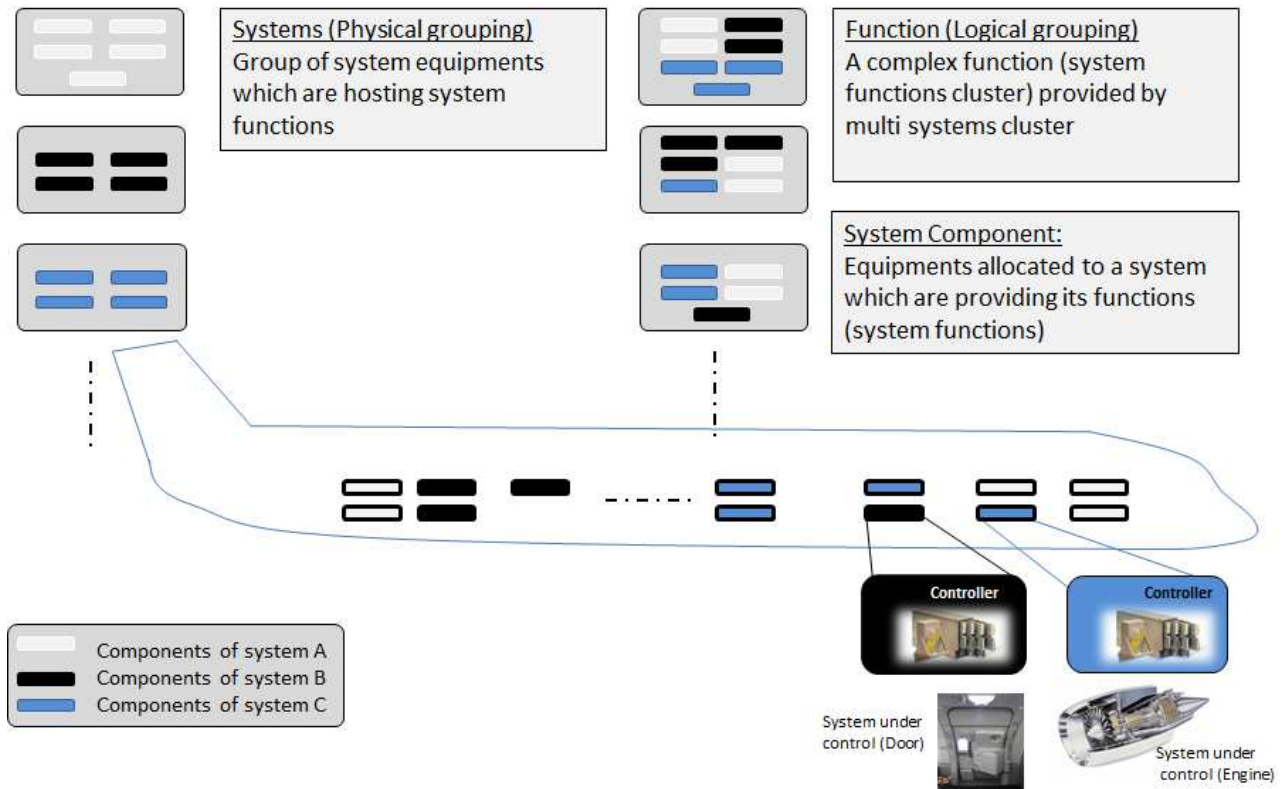 Systems (Physical grouping)
Group of system equipments
which are hosting system
functions
Function (Logical grouping)
A complex function (system
functions cluster) provided by
multi systems cluster
System Component:
Equipments allocated to a system
which are providing its functions
(system functions)
Controller
Controller
Components of system A
Components of system B
Components of system C
System under
control (Door)
System under
control (Engine)